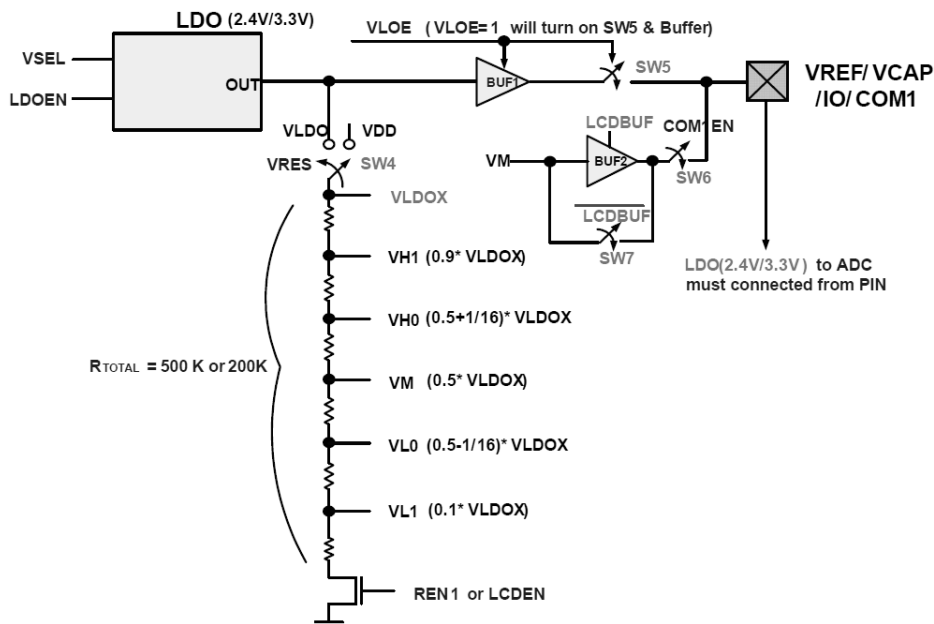 LDO (2.4V/3.3V)
VLOE ( VLOE= 1 will turn on SW5 & Buffer)
VSEL
LDOEN
OUT
BUF1
SW5
VREF/ VCAP
/IO/ COM1
VLDO
VDD
VRES
SW4
VLDOX
LCDBUF
COM1EN
VM
BUF2
SW6
LCDBUF
SW7
LDO(2.4V/3.3V) to ADC
must connected from PIN
VH1 (0.9* VLDOX)
VH0 (0.5+1/16)* VLDOX
RTOTAL = 500 K or 200K
VM (0.5* VLDOX)
VL0 (0.5-1/16)* VLDOX
VL1 (0.1* VLDOX)
REN1 or LCDEN